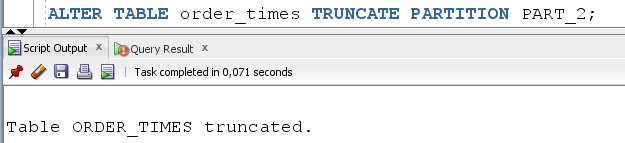 ALTER TABLE order_times TRUNCATE PARTITION PART_2;
Script Output x Query Result x
Task completed in 0,071 seconds
Table ORDER_TIMES truncated.